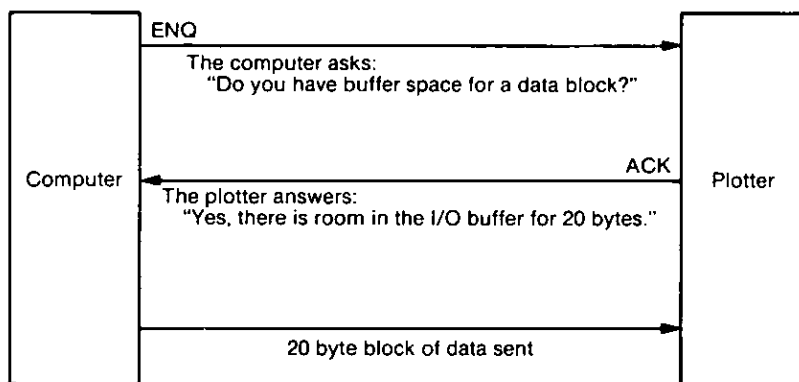 ENQ
The computer asks:
"Do you have buffer space for a data block?"
ACK
Computer
Plotter
The plotter answers:
"Yes, there is room in the I/O buffer for 20 bytes."
20 byte block of data sent